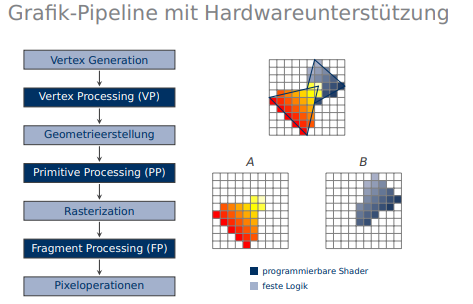 Grafik-Pipeline mit Hardwareunterstützung
Vertex Generation
Vertex Processing (VP)
Geometrieerstellung
Primitive Processing (PP)
Rasterization
Fragment Processing (FP)
Pixeloperationen
A
B
programmierbare Shader
feste Logik